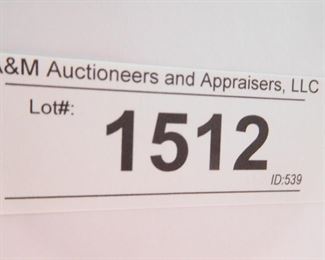 A&M Auctioneers and Appraisers, LLC
Lot#:
1512
ID:539